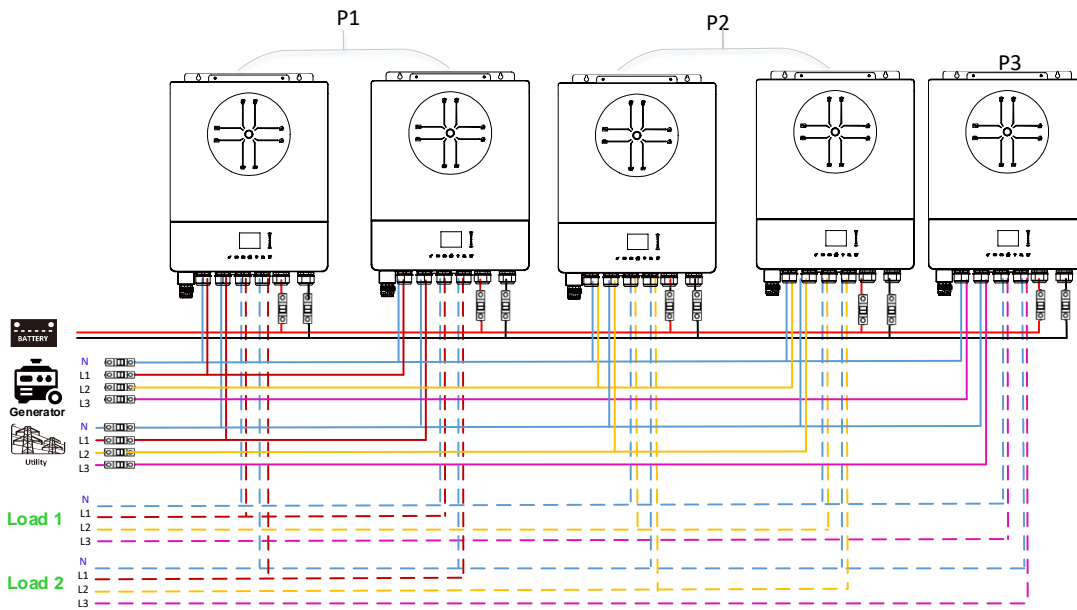 P1
P2
P3
BATTERY
N
L1
L2
L3
Generator
N
L1
L2
L3
Utility
N
L1
L2
L3
Load 1
N
L1
L2
L3
Load 2